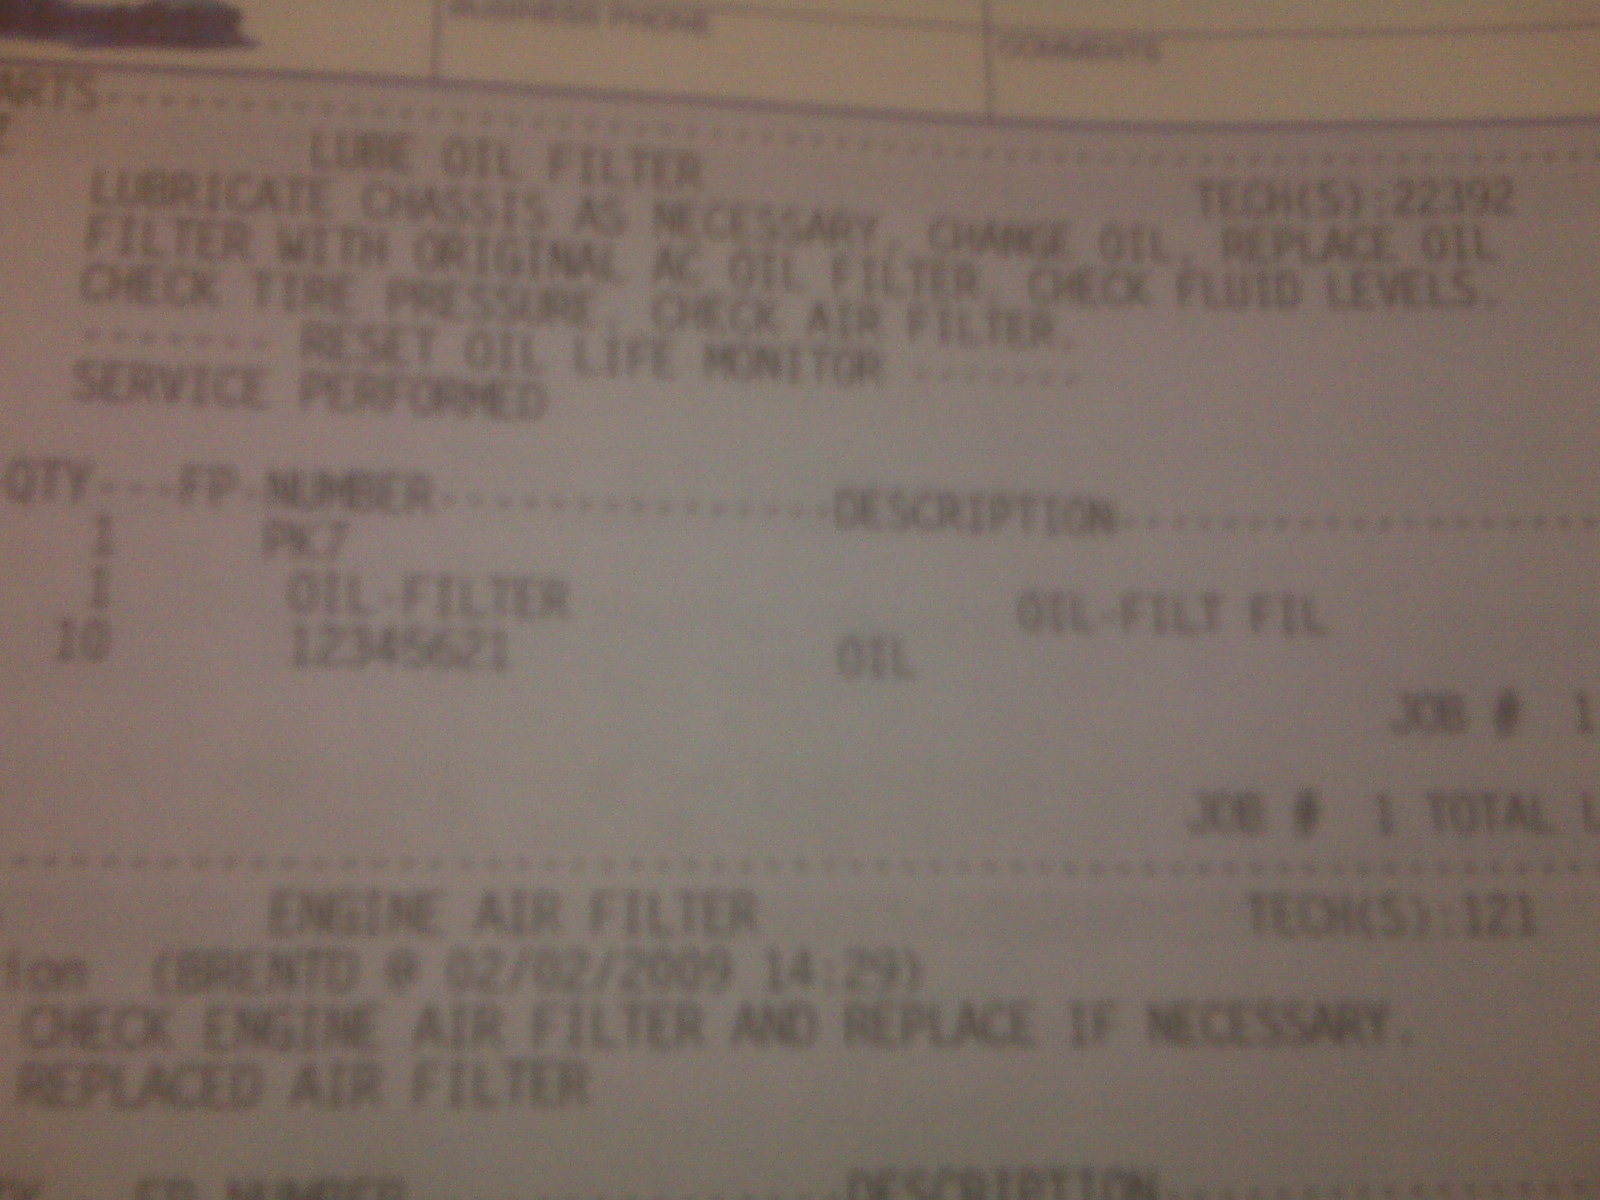 BUSINESS PHONE
COMMENTS
ARTS--------------------------------
LUBE OIL FILTER TECH(S):22392
LUBRICATE CHASSIS AS NECESSARY, CHANGE OIL, REPLACE OIL
FILTER WITH ORIGINAL AC OIL FILTER, CHECK FLUID LEVELS.
CHECK TIRE PRESSURE, CHECK AIR FILTER.
------- RESET OIL LIFE MONITOR -------
SERVICE PERFORMED
QTY---FP-NUMBER---------------DESCRIPTION--------------------
1 PK7
1 OIL-FILTER OIL-FILT FIL
10 12345621 OIL
JOB # 1
JOB # 1 TOTAL L
ENGINE AIR FILTER TECH(S):121
ion (BRENTD @ 02/02/2009 14:29)
CHECK ENGINE AIR FILTER AND REPLACE IF NECESSARY.
REPLACED AIR FILTER
FP-NUMBER---------------DESCRIPTION--------------------